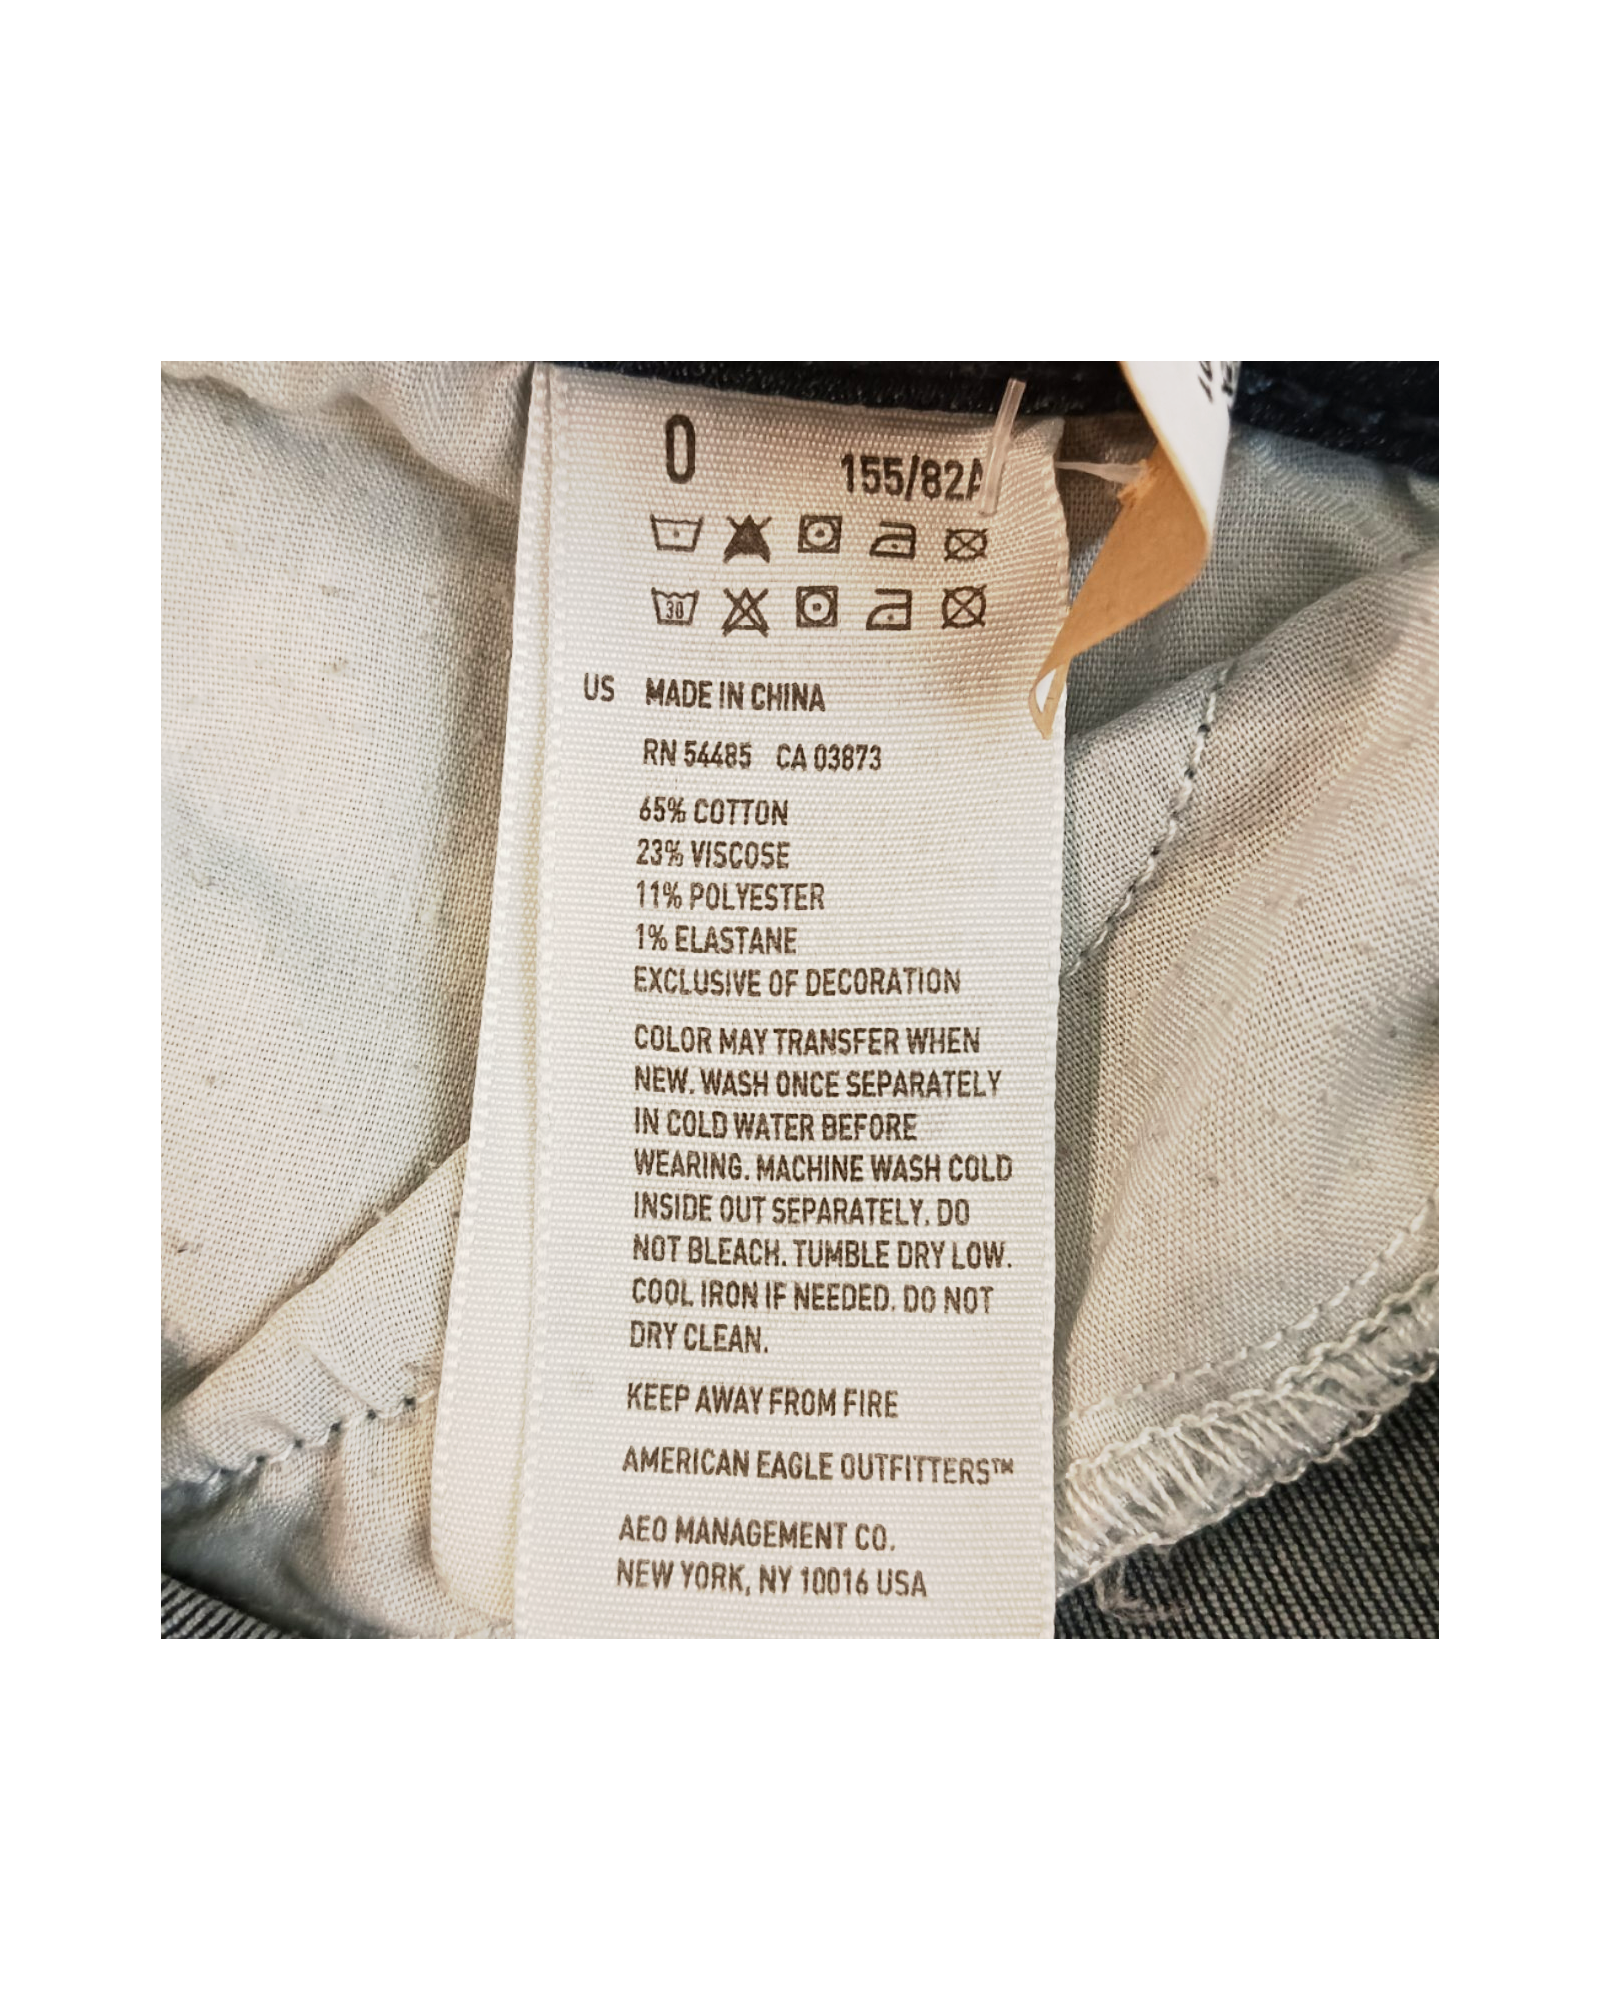 0 155/82A
30
US MADE IN CHINA
RN 54485 CA 03873
65% COTTON
23% VISCOSE
11% POLYESTER
1% ELASTANE
EXCLUSIVE OF DECORATION
COLOR MAY TRANSFER WHEN
NEW. WASH ONCE SEPARATELY
IN COLD WATER BEFORE
WEARING. MACHINE WASH COLD
INSIDE OUT SEPARATELY. DO
NOT BLEACH. TUMBLE DRY LOW.
COOL IRON IF NEEDED. DO NOT
DRY CLEAN.
KEEP AWAY FROM FIRE
AMERICAN EAGLE OUTFITTERS™
AEO MANAGEMENT CO.
NEW YORK, NY 10016 USA